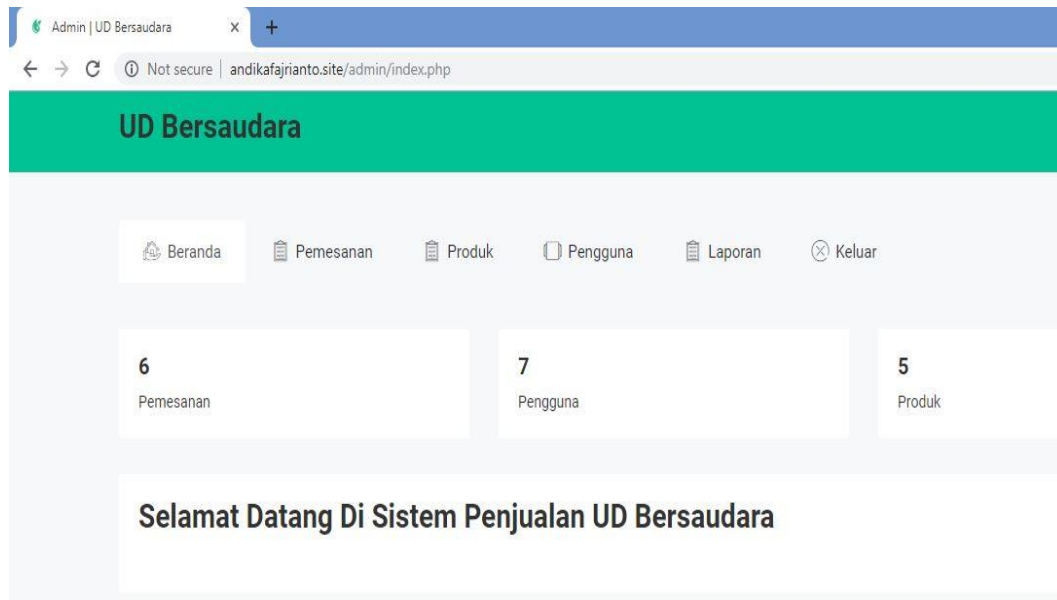 Admin | UD Bersaudara
Not secure | andikafajrianto.site/admin/index.php
UD Bersaudara
Beranda Pemesanan Produk Pengguna Laporan Keluar
6 7 5
Pemesanan Pengguna Produk
Selamat Datang Di Sistem Penjualan UD Bersaudara